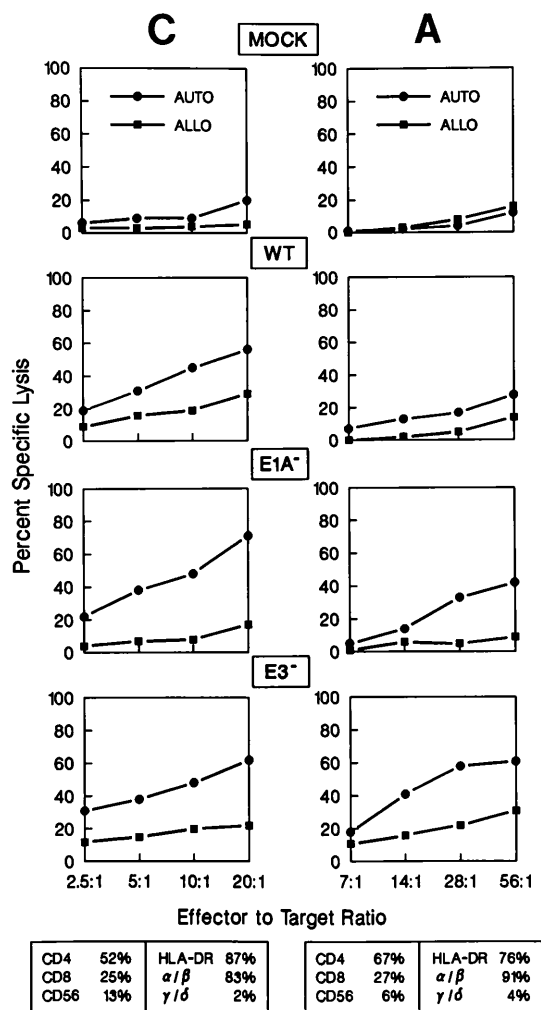 C
MOCK
A
100
80
60
40
20
0
AUTO
ALLO
100
80
60
40
20
0
AUTO
ALLO
WT
100
80
60
40
20
0
100
80
60
40
20
0
Percent Specific Lysis
E1A-
100
80
60
40
20
0
100
80
60
40
20
0
E3-
100
80
60
40
20
0
2.5:1 5:1 10:1 20:1
100
80
60
40
20
0
7:1 14:1 28:1 56:1
Effector to Target Ratio
CD4 52% HLA-DR 87%
CD8 25% α/β 83%
CD56 13% γ/δ 2%
CD4 67% HLA-DR 76%
CD8 27% α/β 91%
CD56 6% γ/δ 4%